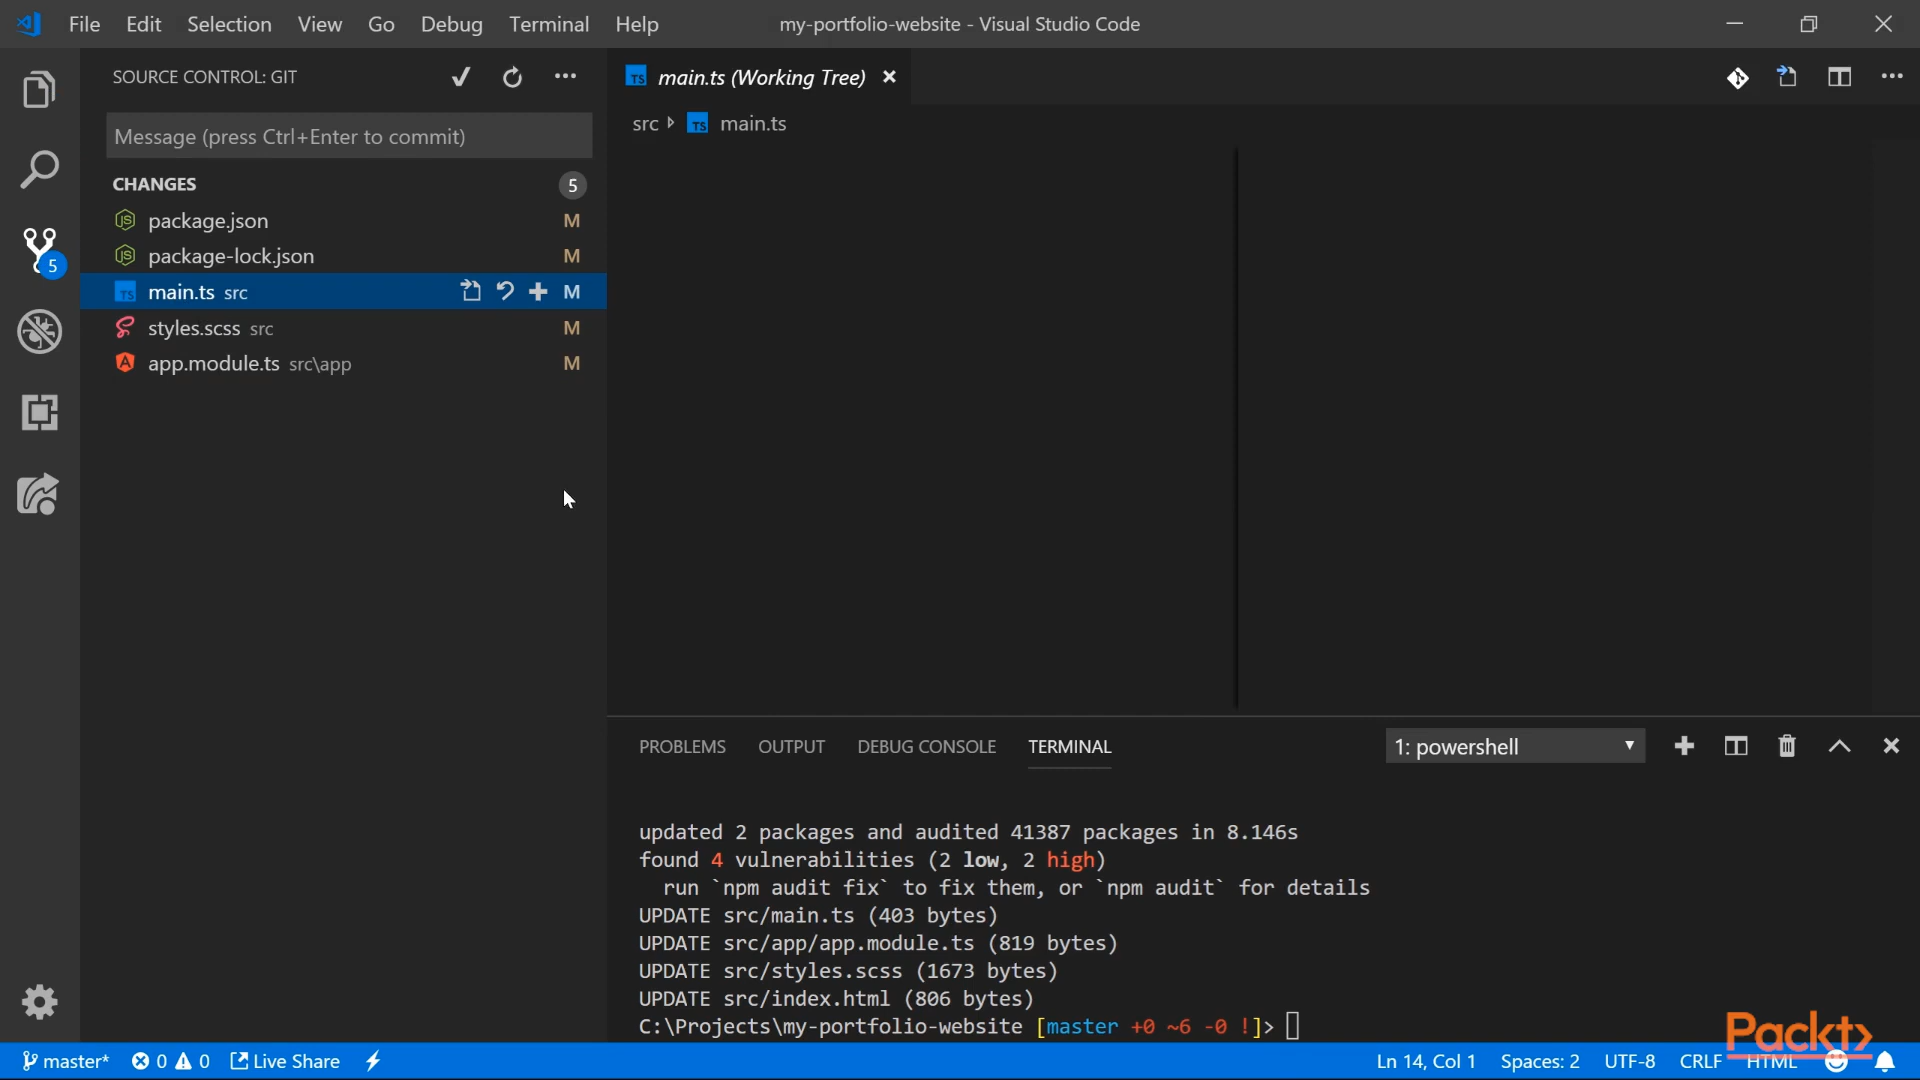 File Edit Selection View Go Debug Terminal Help
my-portfolio-website - Visual Studio Code
SOURCE CONTROL: GIT
Message (press Ctrl+Enter to commit)
CHANGES 5
package.json M
package-lock.json M
main.ts src M
styles.scss src M
app.module.ts src\app M
5
main.ts (Working Tree)
src main.ts
PROBLEMS OUTPUT DEBUG CONSOLE TERMINAL
1: powershell
updated 2 packages and audited 41387 packages in 8.146s
found 4 vulnerabilities (2 low, 2 high)
run `npm audit fix` to fix them, or `npm audit` for details
UPDATE src/main.ts (403 bytes)
UPDATE src/app/app.module.ts (819 bytes)
UPDATE src/styles.scss (1673 bytes)
UPDATE src/index.html (806 bytes)
C:\Projects\my-portfolio-website [master +0 ~6 -0 !]>
Packt>
master* 0 0 Live Share
Ln 14, Col 1 Spaces: 2 UTF-8 CRLF HTML